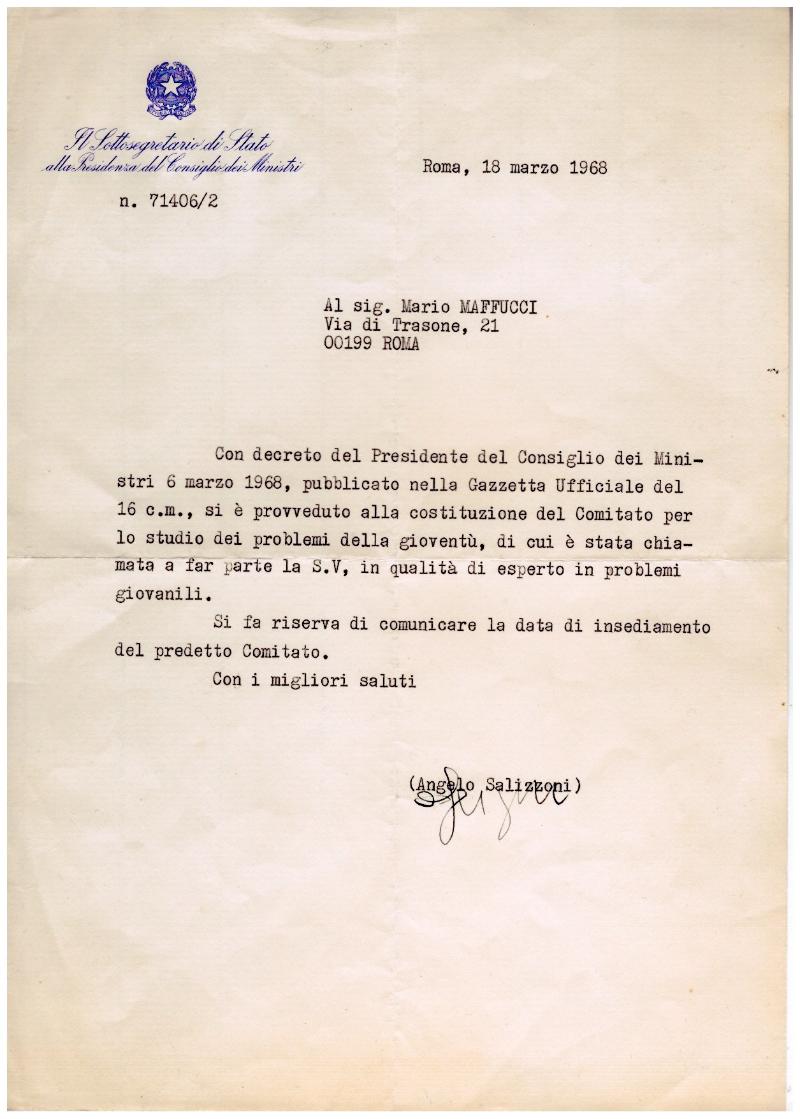 Il Sottosegretario di Stato
alla Presidenza del Consiglio dei Ministri
Roma, 18 marzo 1968
n. 71406/2
Al sig. Mario MAFFUCCI
Via di Trasone, 21
00199 ROMA
Con decreto del Presidente del Consiglio dei Mini-
stri 6 marzo 1968, pubblicato nella Gazzetta Ufficiale del
16 c.m., si è provveduto alla costituzione del Comitato per
lo studio dei problemi della gioventù, di cui è stata chia-
mata a far parte la S.V, in qualità di esperto in problemi
giovanili.
Si fa riserva di comunicare la data di insediamento
del predetto Comitato.
Con i migliori saluti
(Angelo Salizzoni)